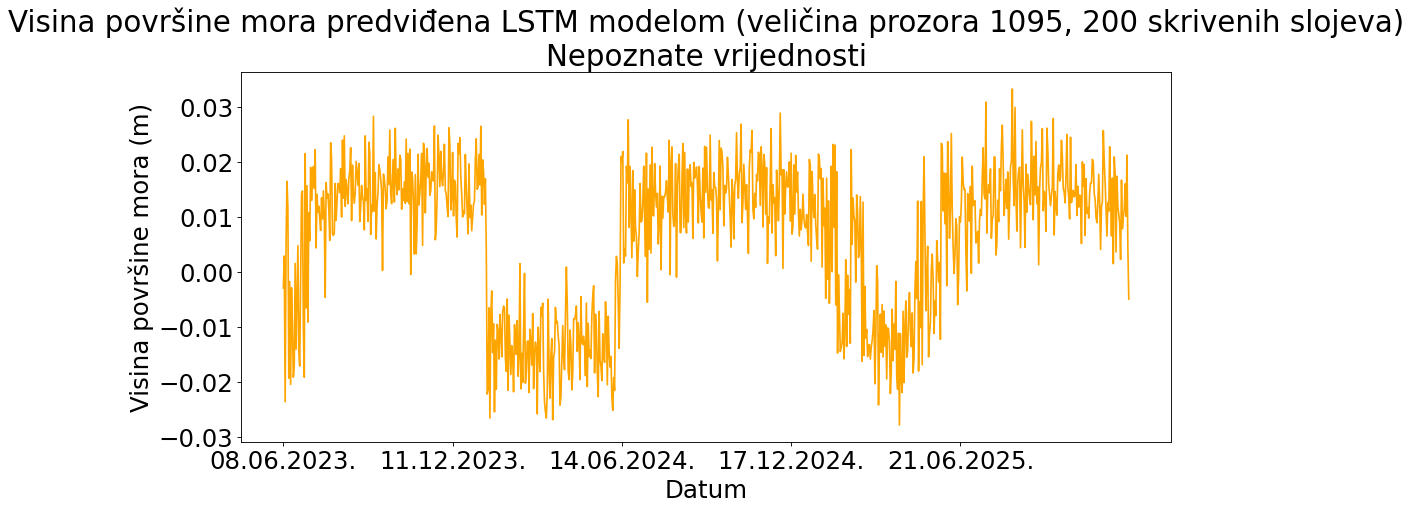 Visina površine mora predviđena LSTM modelom (veličina prozora 1095, 200 skrivenih slojeva)
Nepoznate vrijednosti
Visina površine mora (m)
0.03
0.02
0.01
0.00
−0.01
−0.02
−0.03
08.06.2023. 11.12.2023. 14.06.2024. 17.12.2024. 21.06.2025.
Datum